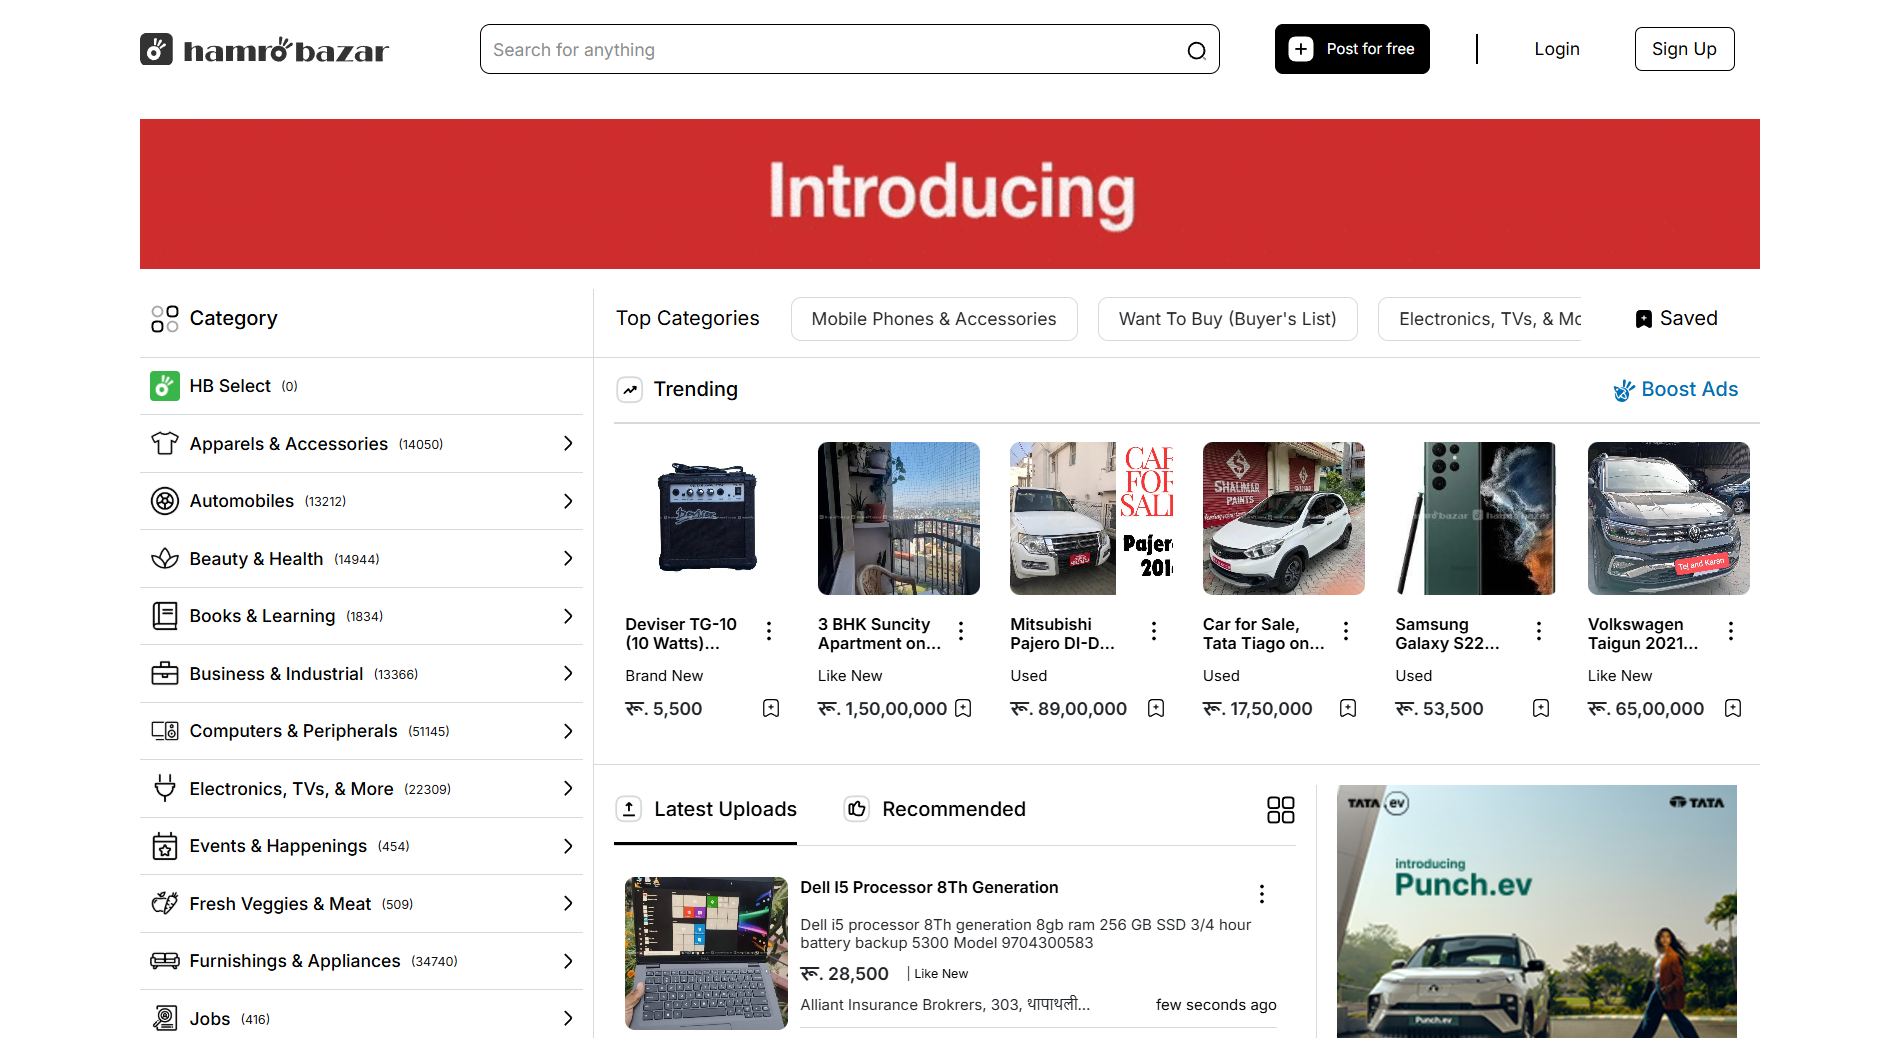 hamrobazar
Search for anything
Post for free
Login
Sign Up
Introducing
Category
Top Categories
Mobile Phones & Accessories
Want To Buy (Buyer's List)
Electronics, TVs, & Mo
Saved
HB Select (0)
Apparels & Accessories (14050)
Automobiles (13212)
Beauty & Health (14944)
Books & Learning (1834)
Business & Industrial (13366)
Computers & Peripherals (51145)
Electronics, TVs, & More (22309)
Events & Happenings (454)
Fresh Veggies & Meat (509)
Furnishings & Appliances (34740)
Jobs (416)
Trending
Boost Ads
CAR
FOR
SALE
Pajer
201
SHALIMAR
PAINTS
Tej and Karan
Deviser TG-10
(10 Watts)...
Brand New
रू. 5,500
3 BHK Suncity
Apartment on...
Like New
रू. 1,50,00,000
Mitsubishi
Pajero DI-D...
Used
रू. 89,00,000
Car for Sale,
Tata Tiago on...
Used
रू. 17,50,000
Samsung
Galaxy S22...
Used
रू. 53,500
Volkswagen
Taigun 2021...
Like New
रू. 65,00,000
Latest Uploads
Recommended
Dell I5 Processor 8Th Generation
Dell i5 processor 8Th generation 8gb ram 256 GB SSD 3/4 hour
battery backup 5300 Model 9704300583
रू. 28,500 | Like New
Alliant Insurance Brokrers, 303, थापाथली...
few seconds ago
TATA .ev
TATA
introducing
Punch.ev
Punch.ev